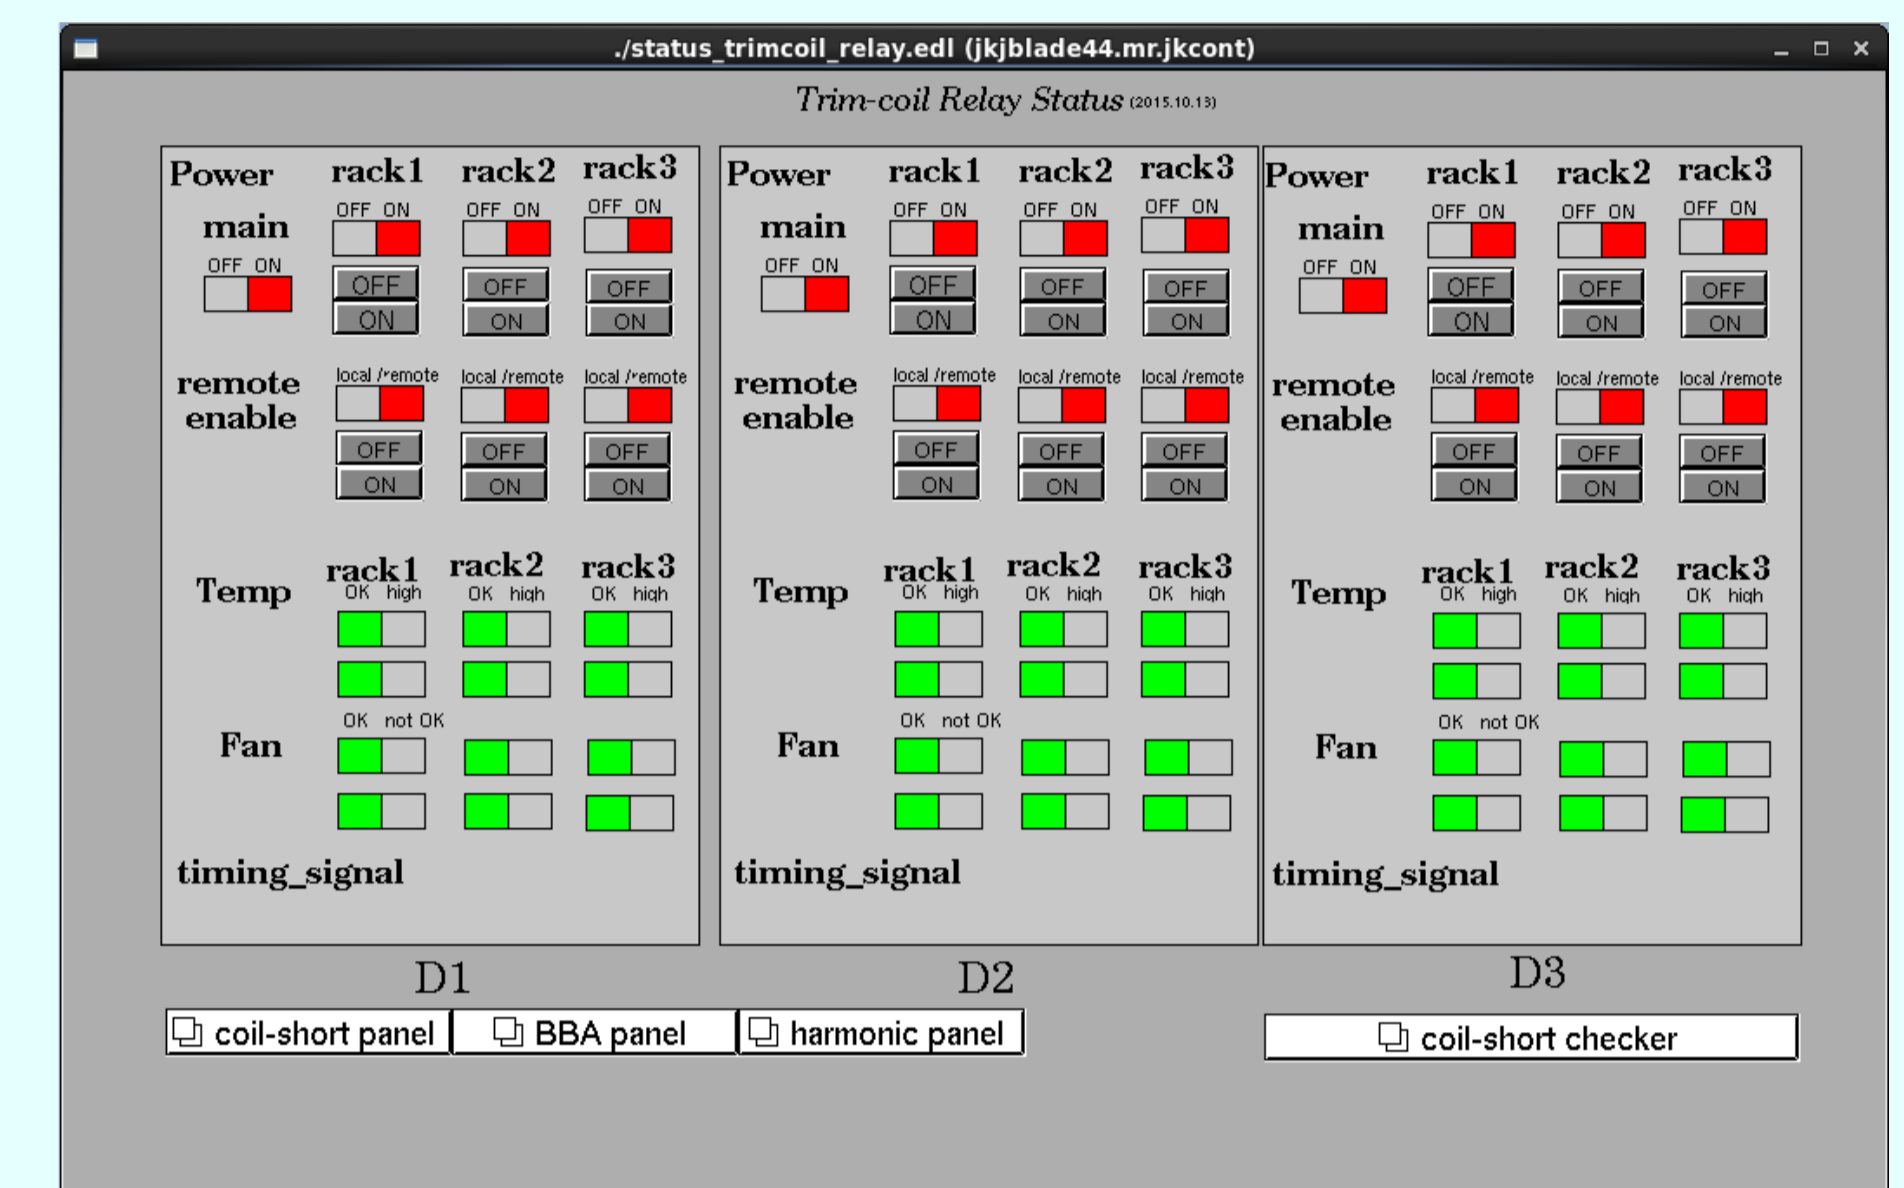 ./status_trimcoil_relay.edl (jkjblade44.mr.jkcont)
Trim-coil Relay Status (2015.10.13)
Power rack1 rack2 rack3
main OFF ON OFF ON OFF ON
OFF ON OFF OFF OFF
ON ON ON
remote enable local /remote local /remote local /remote
OFF OFF OFF
ON ON ON
rack1 rack2 rack3
Temp OK high OK high OK high
OK not OK
Fan
timing_signal
D1
Power rack1 rack2 rack3
main OFF ON OFF ON OFF ON
OFF ON OFF OFF OFF
ON ON ON
remote enable local /remote local /remote local /remote
OFF OFF OFF
ON ON ON
rack1 rack2 rack3
Temp OK high OK high OK high
OK not OK
Fan
timing_signal
D2
Power rack1 rack2 rack3
main OFF ON OFF ON OFF ON
OFF ON OFF OFF OFF
ON ON ON
remote enable local /remote local /remote local /remote
OFF OFF OFF
ON ON ON
rack1 rack2 rack3
Temp OK high OK high OK high
OK not OK
Fan
timing_signal
D3
coil-short panel BBA panel harmonic panel coil-short checker